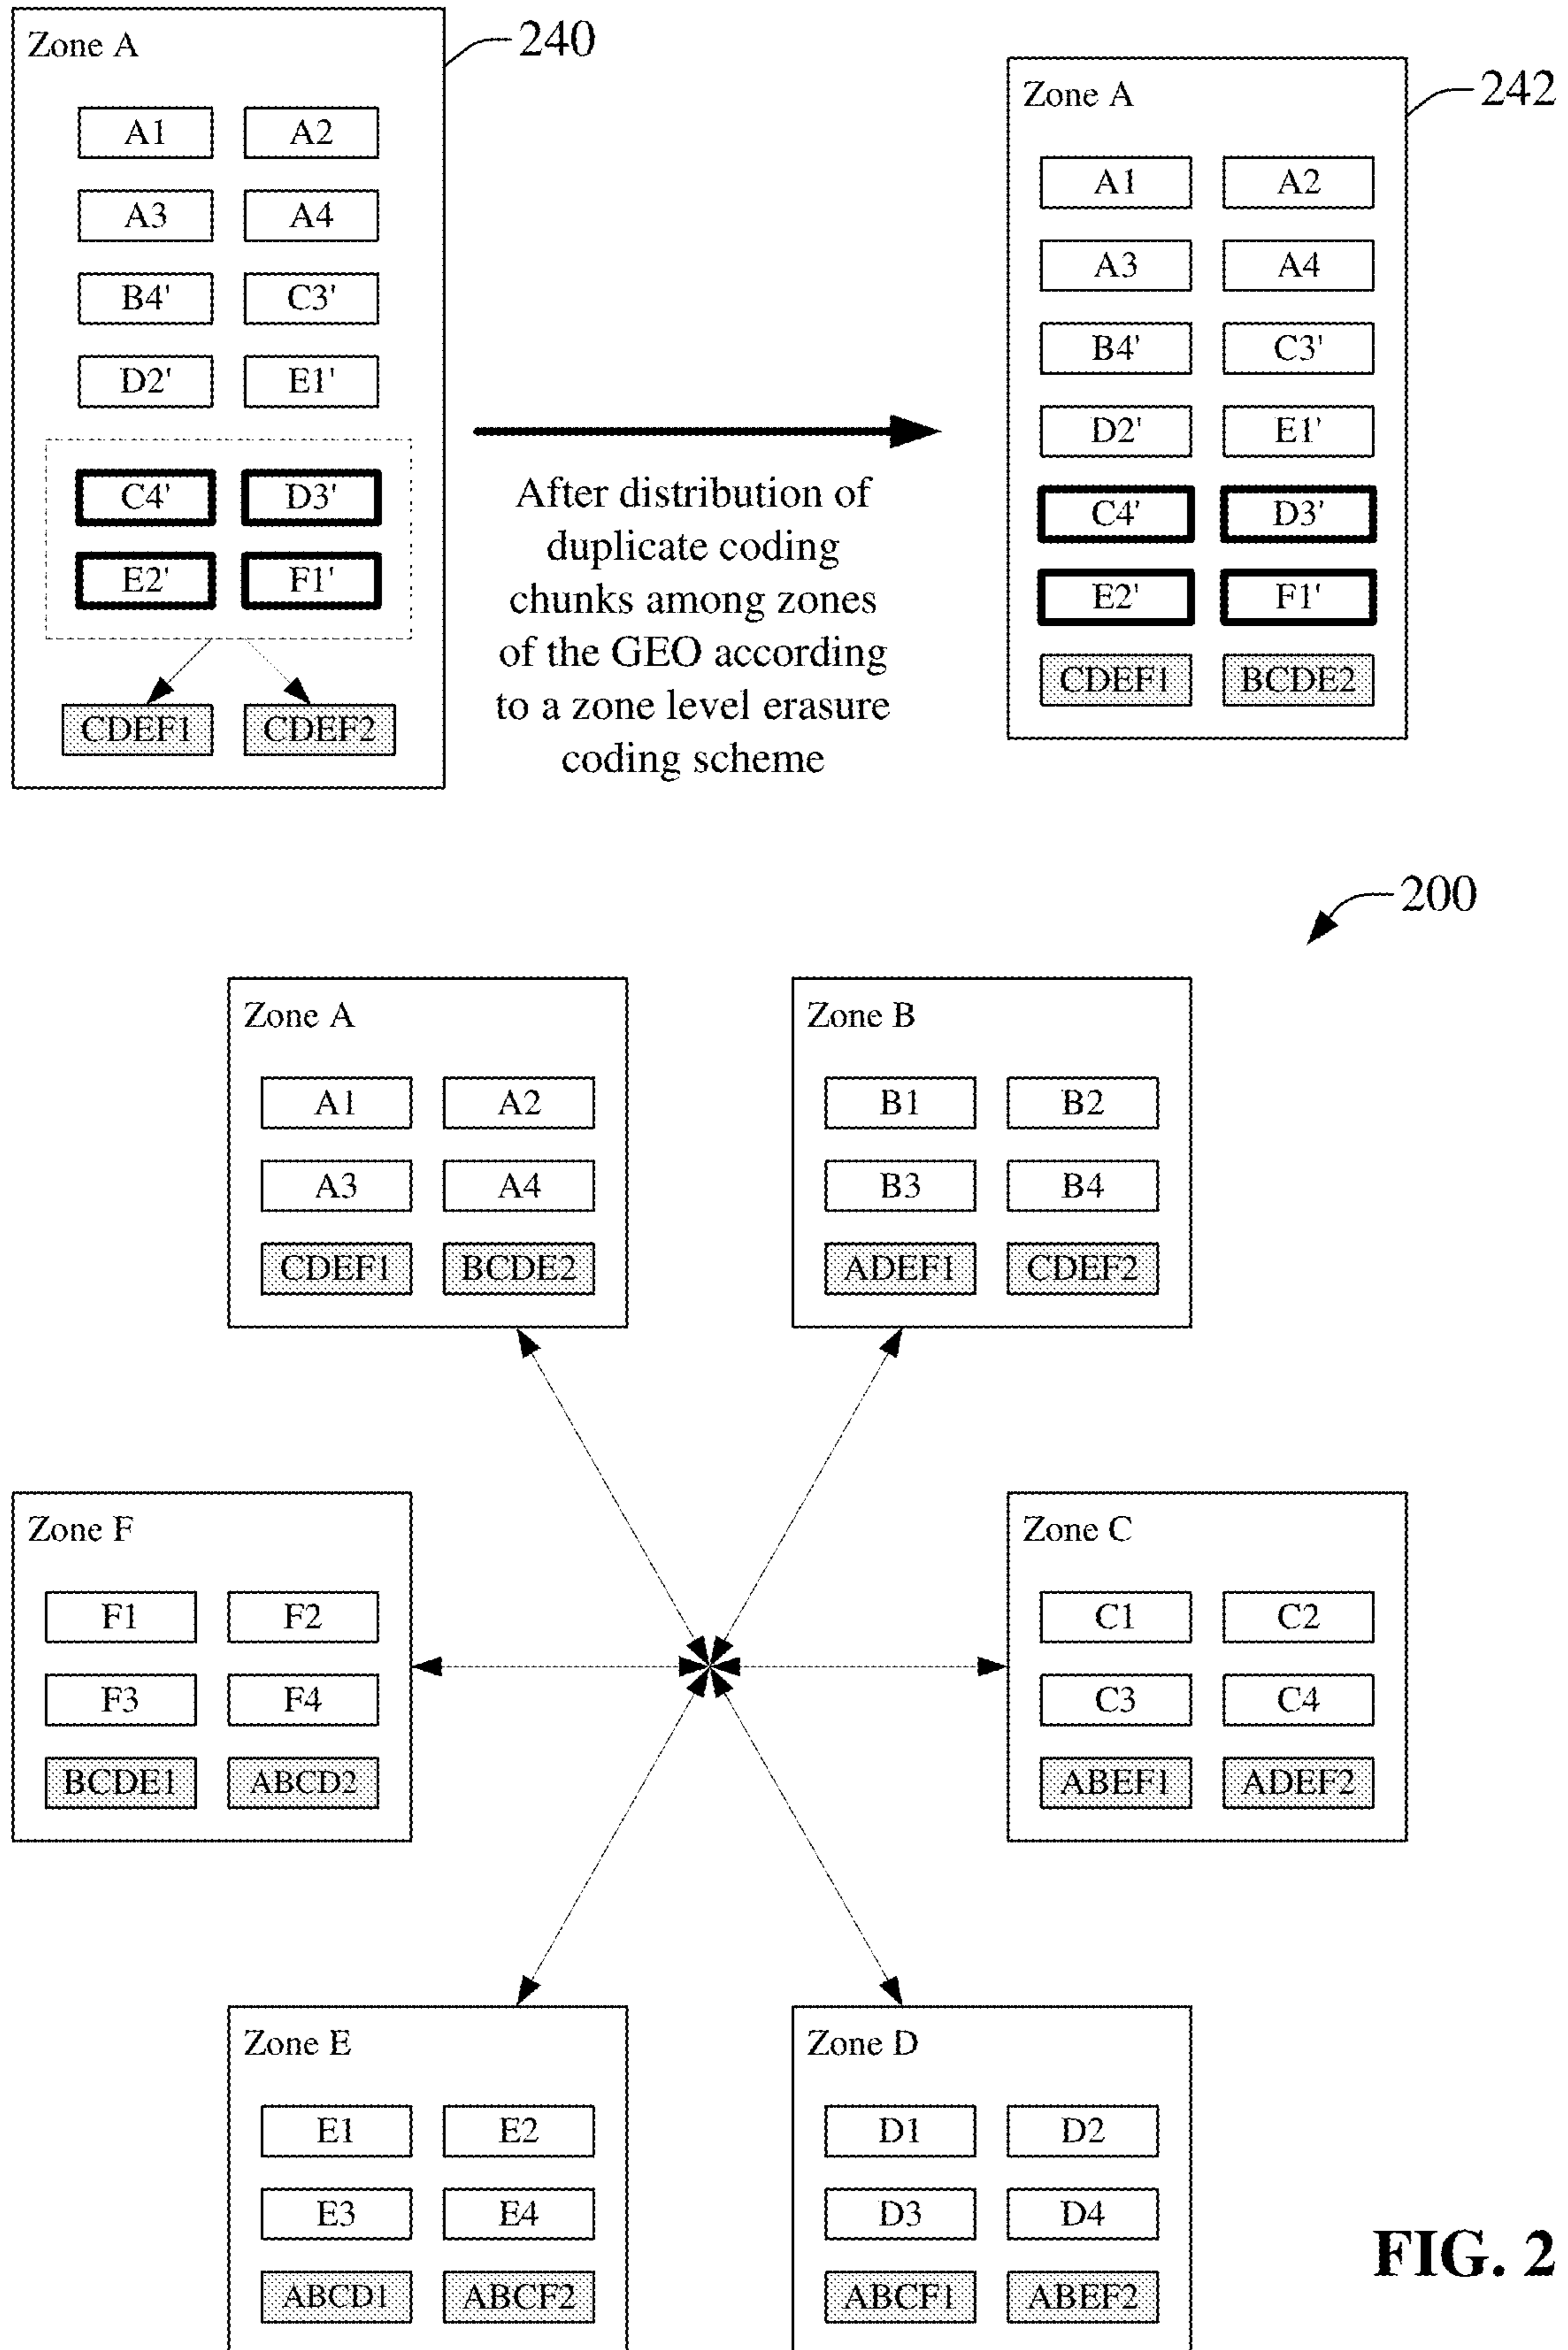 Zone A
240
A1 A2
A3 A4
B4' C3'
D2' E1'
C4' D3'
E2' F1'
CDEF1 CDEF2
After distribution of
duplicate coding
chunks among zones
of the GEO according
to a zone level erasure
coding scheme
Zone A
242
A1 A2
A3 A4
B4' C3'
D2' E1'
C4' D3'
E2' F1'
CDEF1 BCDE2
200
Zone A
A1 A2
A3 A4
CDEF1 BCDE2
Zone B
B1 B2
B3 B4
ADEF1 CDEF2
Zone F
F1 F2
F3 F4
BCDE1 ABCD2
Zone C
C1 C2
C3 C4
ABEF1 ADEF2
Zone E
E1 E2
E3 E4
ABCD1 ABCF2
Zone D
D1 D2
D3 D4
ABCF1 ABEF2
FIG. 2